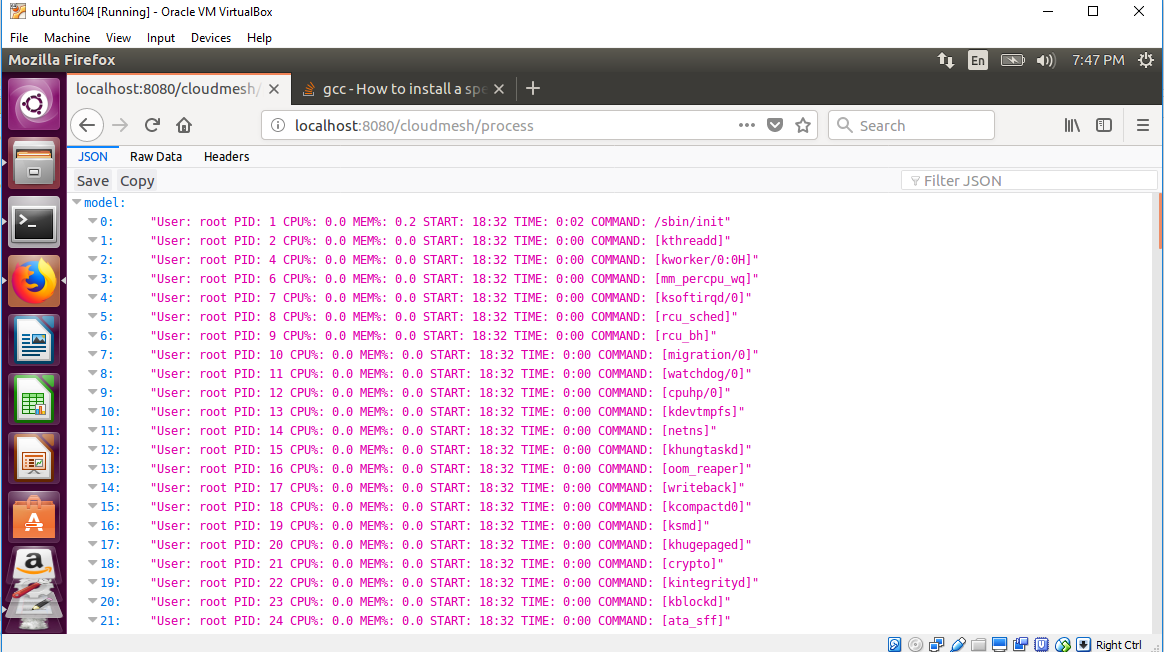 ubuntu1604 [Running] - Oracle VM VirtualBox
File Machine View Input Devices Help
Mozilla Firefox En 7:47 PM
localhost:8080/cloudmesh/ gcc - How to install a spe
localhost:8080/cloudmesh/process Search
JSON Raw Data Headers
Save Copy Filter JSON
model:
0: "User: root PID: 1 CPU%: 0.0 MEM%: 0.2 START: 18:32 TIME: 0:02 COMMAND: /sbin/init"
1: "User: root PID: 2 CPU%: 0.0 MEM%: 0.0 START: 18:32 TIME: 0:00 COMMAND: [kthreadd]"
2: "User: root PID: 4 CPU%: 0.0 MEM%: 0.0 START: 18:32 TIME: 0:00 COMMAND: [kworker/0:0H]"
3: "User: root PID: 6 CPU%: 0.0 MEM%: 0.0 START: 18:32 TIME: 0:00 COMMAND: [mm_percpu_wq]"
4: "User: root PID: 7 CPU%: 0.0 MEM%: 0.0 START: 18:32 TIME: 0:00 COMMAND: [ksoftirqd/0]"
5: "User: root PID: 8 CPU%: 0.0 MEM%: 0.0 START: 18:32 TIME: 0:00 COMMAND: [rcu_sched]"
6: "User: root PID: 9 CPU%: 0.0 MEM%: 0.0 START: 18:32 TIME: 0:00 COMMAND: [rcu_bh]"
7: "User: root PID: 10 CPU%: 0.0 MEM%: 0.0 START: 18:32 TIME: 0:00 COMMAND: [migration/0]"
8: "User: root PID: 11 CPU%: 0.0 MEM%: 0.0 START: 18:32 TIME: 0:00 COMMAND: [watchdog/0]"
9: "User: root PID: 12 CPU%: 0.0 MEM%: 0.0 START: 18:32 TIME: 0:00 COMMAND: [cpuhp/0]"
10: "User: root PID: 13 CPU%: 0.0 MEM%: 0.0 START: 18:32 TIME: 0:00 COMMAND: [kdevtmpfs]"
11: "User: root PID: 14 CPU%: 0.0 MEM%: 0.0 START: 18:32 TIME: 0:00 COMMAND: [netns]"
12: "User: root PID: 15 CPU%: 0.0 MEM%: 0.0 START: 18:32 TIME: 0:00 COMMAND: [khungtaskd]"
13: "User: root PID: 16 CPU%: 0.0 MEM%: 0.0 START: 18:32 TIME: 0:00 COMMAND: [oom_reaper]"
14: "User: root PID: 17 CPU%: 0.0 MEM%: 0.0 START: 18:32 TIME: 0:00 COMMAND: [writeback]"
15: "User: root PID: 18 CPU%: 0.0 MEM%: 0.0 START: 18:32 TIME: 0:00 COMMAND: [kcompactd0]"
16: "User: root PID: 19 CPU%: 0.0 MEM%: 0.0 START: 18:32 TIME: 0:00 COMMAND: [ksmd]"
17: "User: root PID: 20 CPU%: 0.0 MEM%: 0.0 START: 18:32 TIME: 0:00 COMMAND: [khugepaged]"
18: "User: root PID: 21 CPU%: 0.0 MEM%: 0.0 START: 18:32 TIME: 0:00 COMMAND: [crypto]"
19: "User: root PID: 22 CPU%: 0.0 MEM%: 0.0 START: 18:32 TIME: 0:00 COMMAND: [kintegrityd]"
20: "User: root PID: 23 CPU%: 0.0 MEM%: 0.0 START: 18:32 TIME: 0:00 COMMAND: [kblockd]"
21: "User: root PID: 24 CPU%: 0.0 MEM%: 0.0 START: 18:32 TIME: 0:00 COMMAND: [ata_sff]"
Right Ctrl